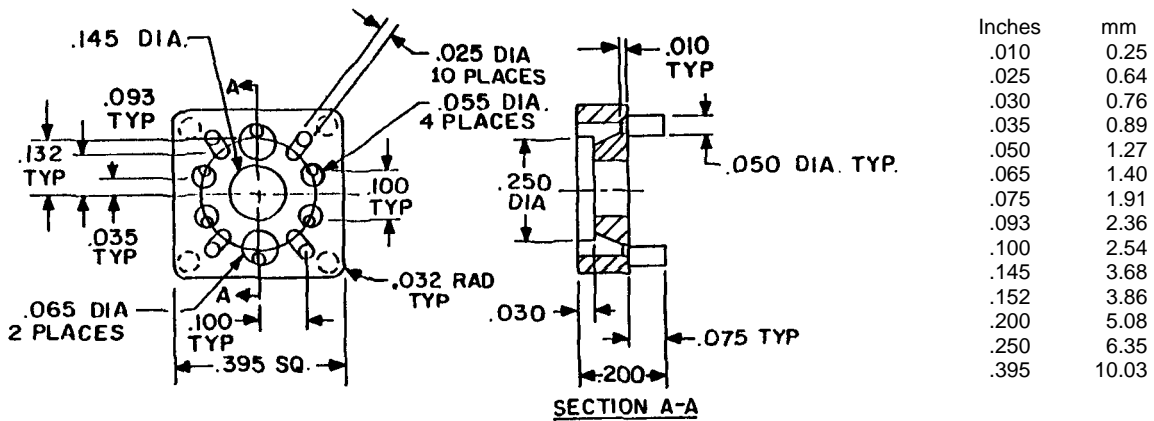 .145 DIA.
.025 DIA
10 PLACES
A
.093
TYP
.055 DIA.
4 PLACES
.132
TYP
.100
TYP
.035
TYP
.032 RAD
TYP
A
.065 DIA
2 PLACES
.100
TYP
.395 SQ.
.010
TYP
.050 DIA. TYP.
.250
DIA
.030
.075 TYP
.200
SECTION A-A
Inches mm
.010 0.25
.025 0.64
.030 0.76
.035 0.89
.050 1.27
.065 1.40
.075 1.91
.093 2.36
.100 2.54
.145 3.68
.152 3.86
.200 5.08
.250 6.35
.395 10.03